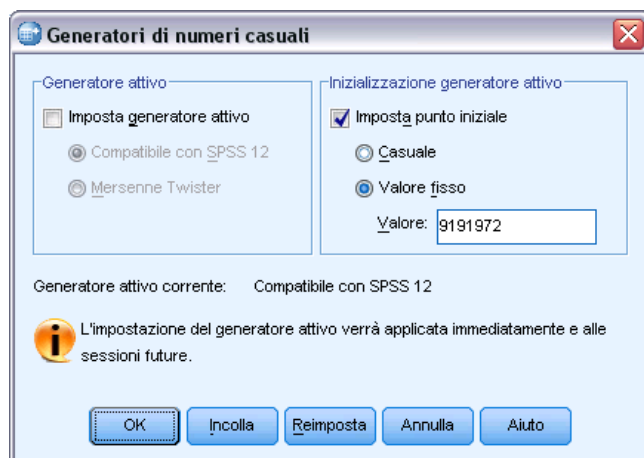 Generatori di numeri casuali
Generatore attivo
Imposta generatore attivo
Compatibile con SPSS 12
Mersenne Twister
Inizializzazione generatore attivo
Imposta punto iniziale
Casuale
Valore fisso
Valore: 9191972
Generatore attivo corrente: Compatibile con SPSS 12
L'impostazione del generatore attivo verrà applicata immediatamente e alle
sessioni future.
OK Incolla Reimposta Annulla Aiuto